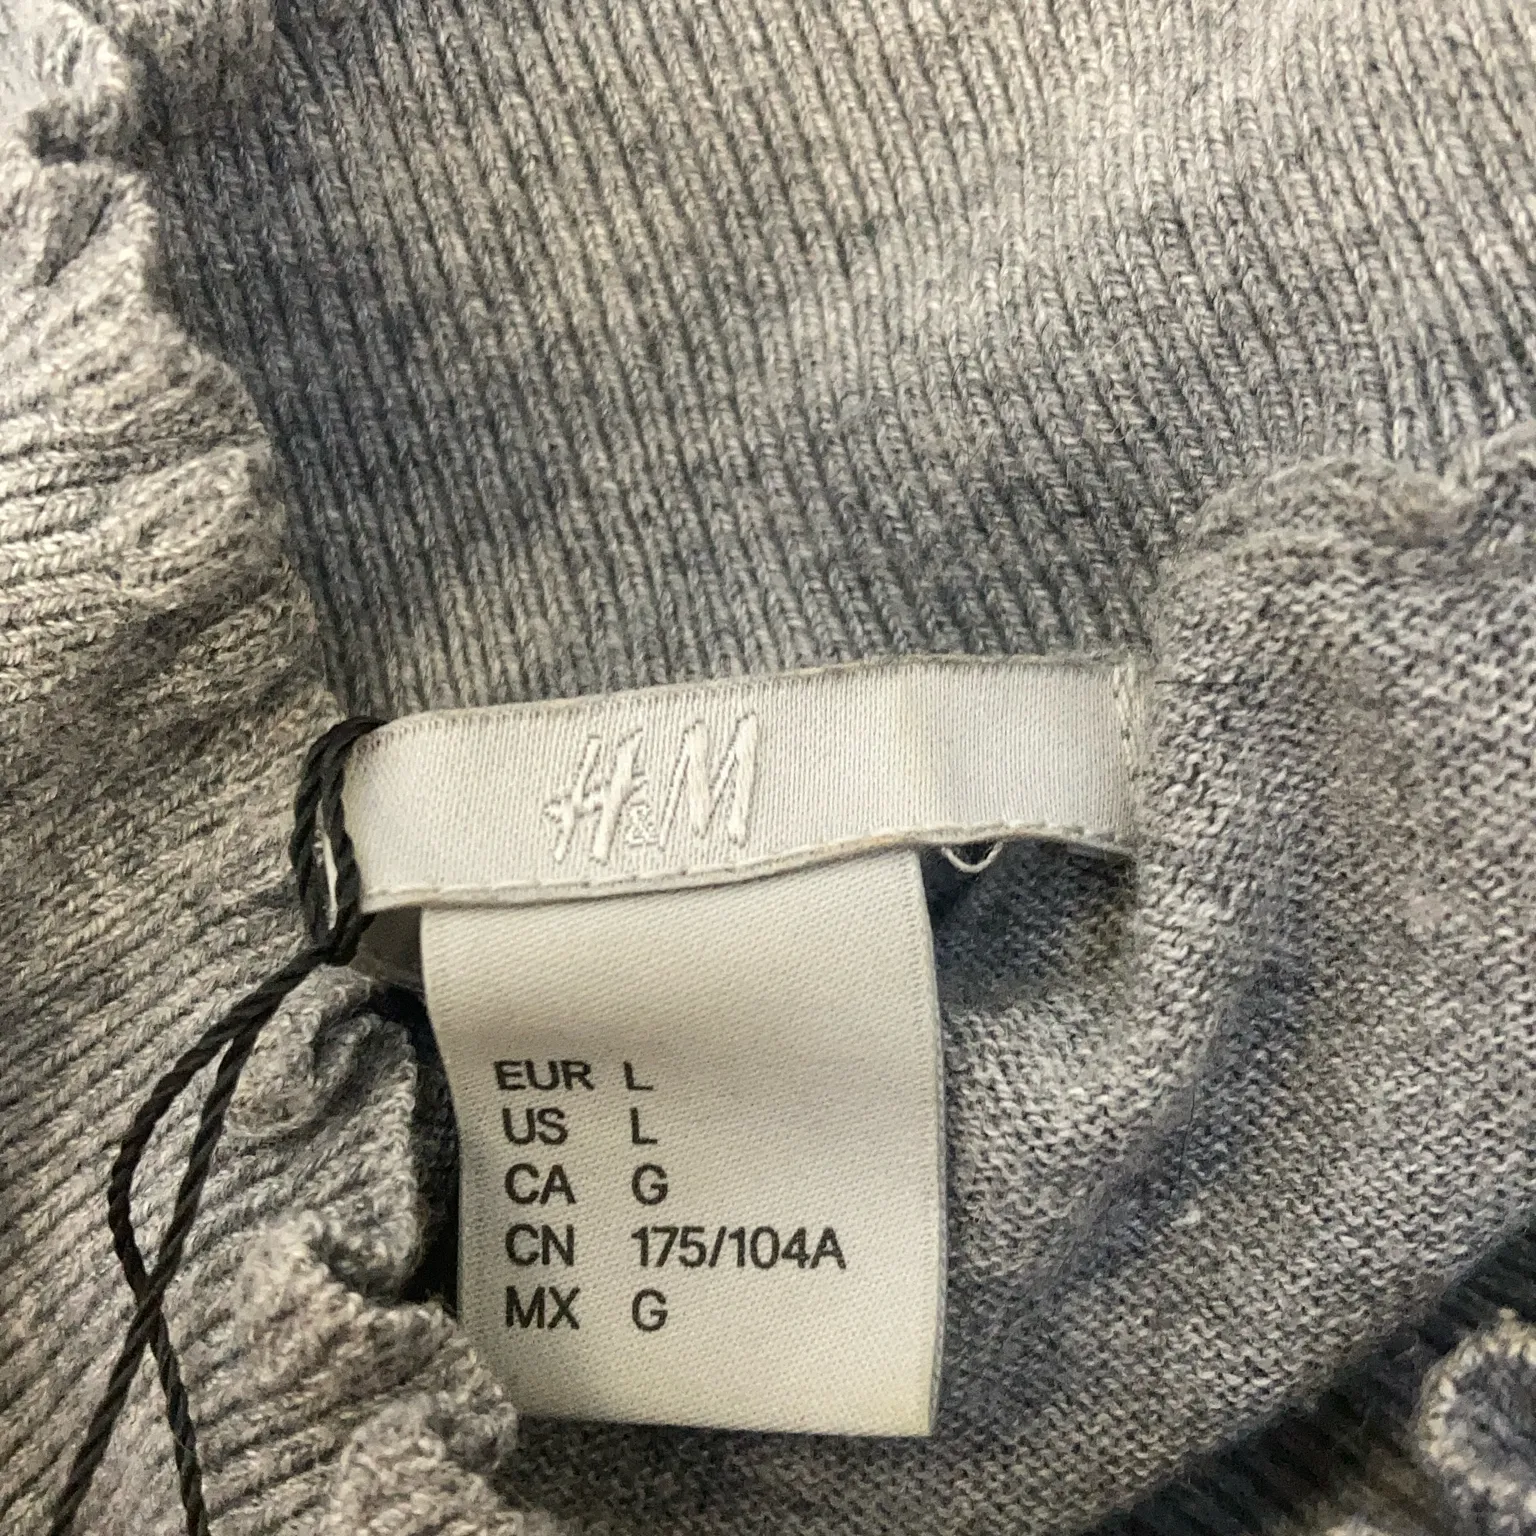 H&M
EUR L
US L
CA G
CN 175/104A
MX G